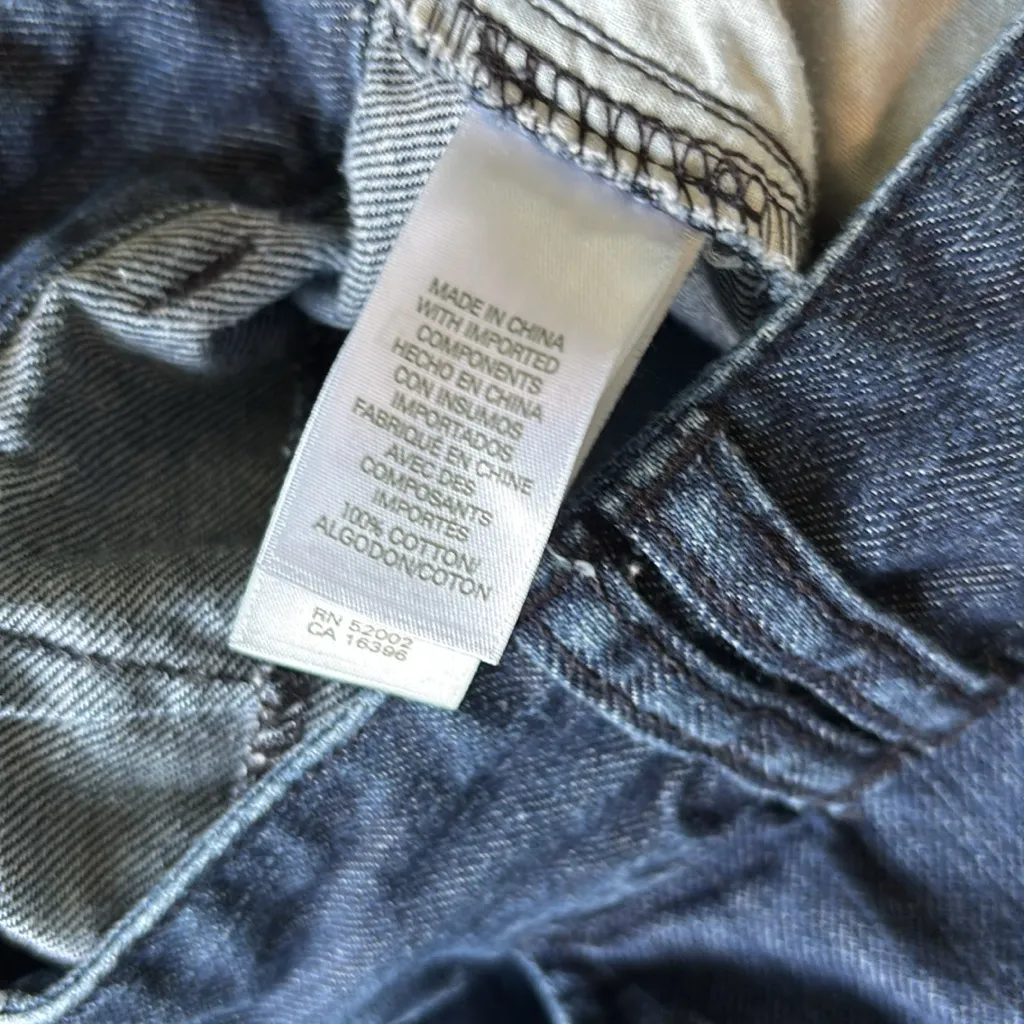 MADE IN CHINA
WITH IMPORTED
COMPONENTS
HECHO EN CHINA
CON INSUMOS
IMPORTADOS
FABRIQUÉ EN CHINE
AVEC DES
COMPOSANTS
IMPORTÉS
100% COTTON/
ALGODON/COTON
RN 52002
CA 16396